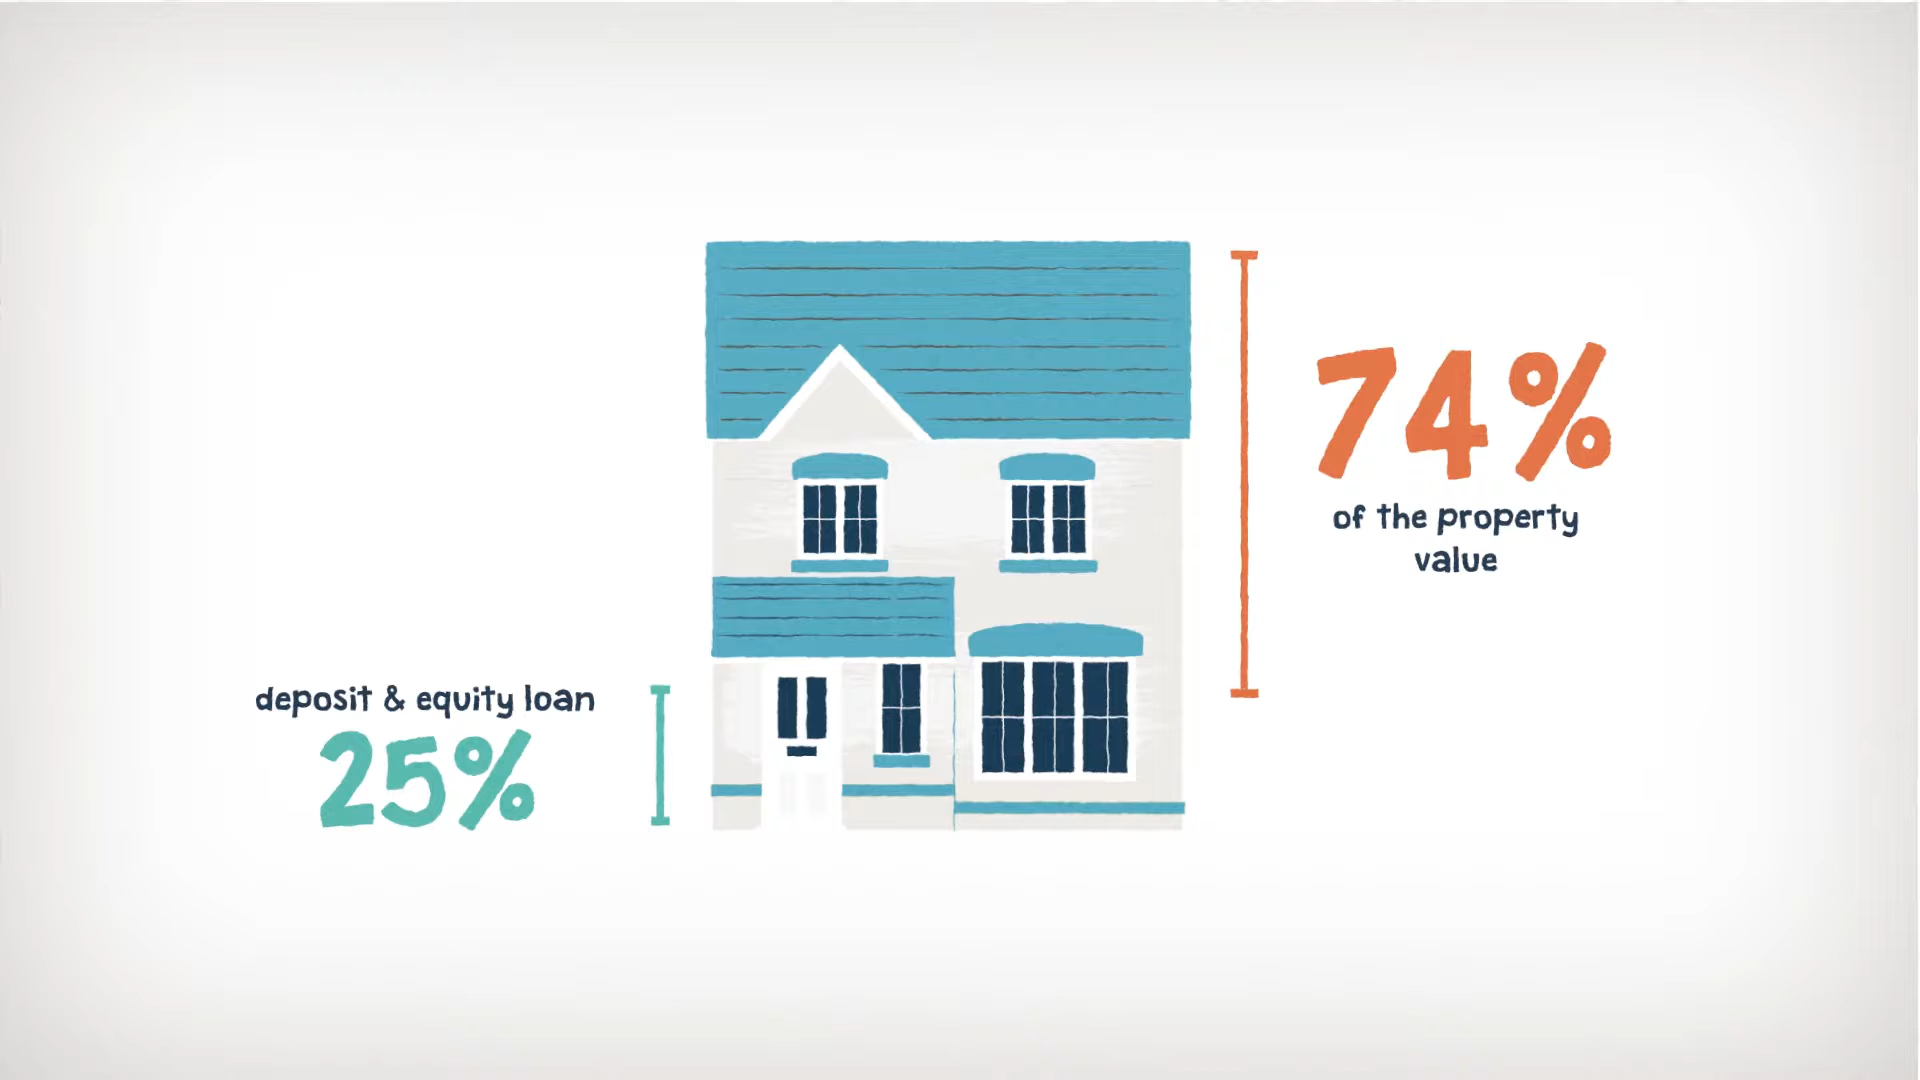 deposit & equity loan
25%
74%
of the property
value